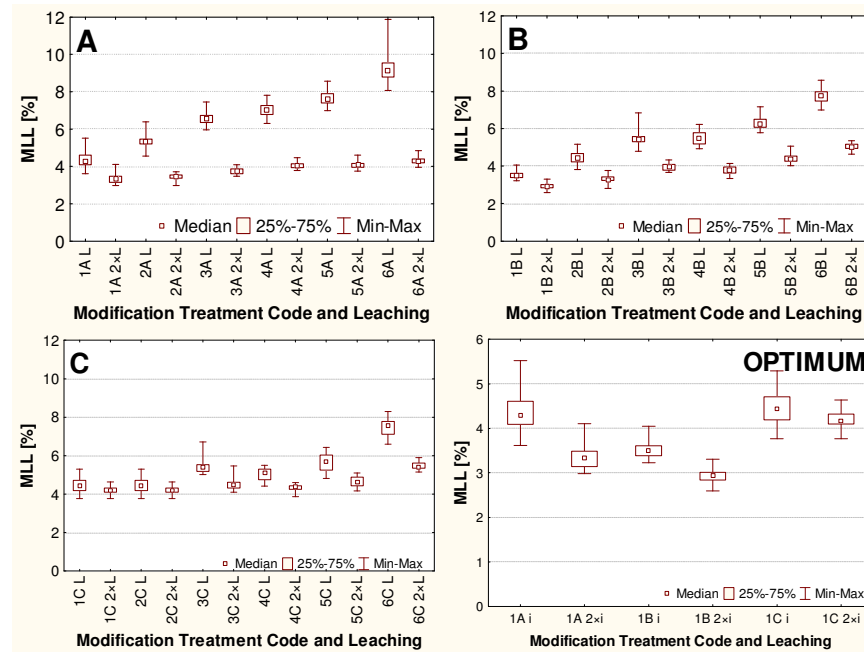 A
MLL [%]
12
10
8
6
4
2
0
Median 25%-75% Min-Max
1A L
1A 2×L
2A L
2A 2×L
3A L
3A 2×L
4A L
4A 2×L
5A L
5A 2×L
6A L
6A 2×L
Modification Treatment Code and Leaching
B
MLL [%]
12
10
8
6
4
2
0
Median 25%-75% Min-Max
1B L
1B 2×L
2B L
2B 2×L
3B L
3B 2×L
4B L
4B 2×L
5B L
5B 2×L
6B L
6B 2×L
Modification Treatment Code and Leaching
C
MLL [%]
12
10
8
6
4
2
0
Median 25%-75% Min-Max
1C L
1C 2×L
2C L
2C 2×L
3C L
3C 2×L
4C L
4C 2×L
5C L
5C 2×L
6C L
6C 2×L
Modification Treatment Code and Leaching
OPTIMUM
MLL [%]
6
5
4
3
2
1
0
Median 25%-75% Min-Max
1A i 1A 2×i 1B i 1B 2×i 1C i 1C 2×i
Modification Treatment Code and Leaching